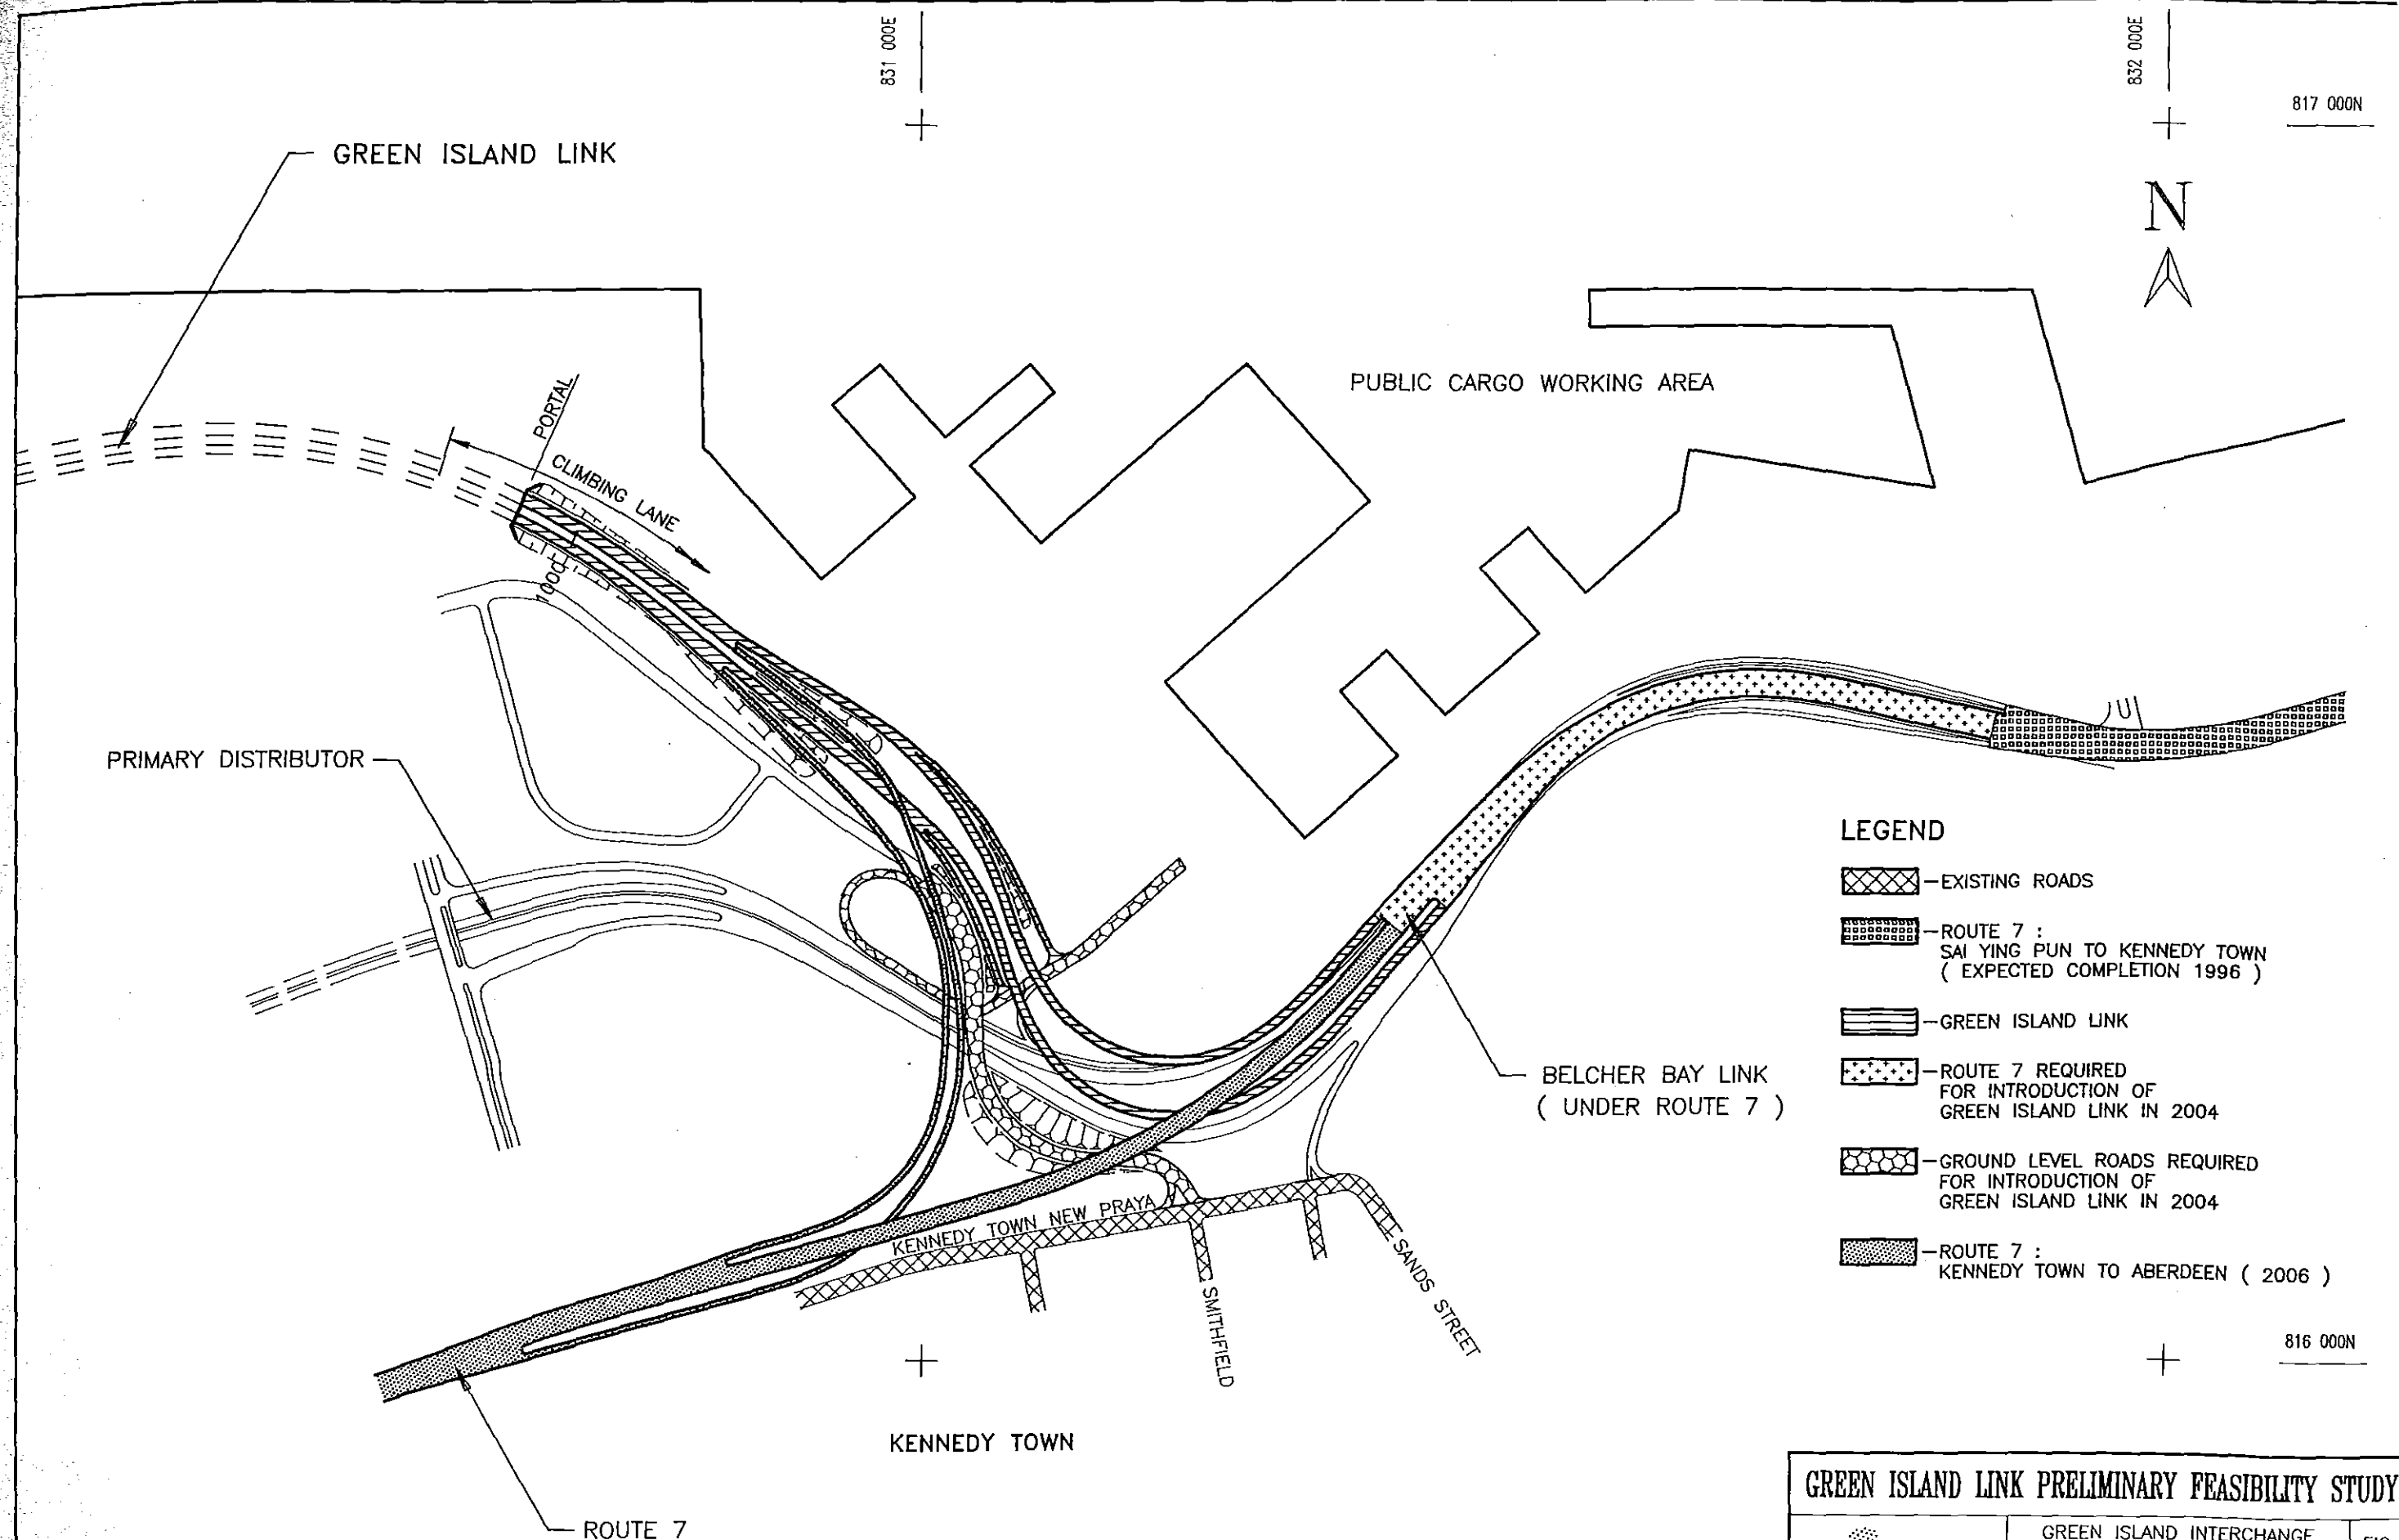 831 000E
832 000E
817 000N
GREEN ISLAND LINK
N
PORTAL
CLIMBING LANE
PUBLIC CARGO WORKING AREA
1000
PRIMARY DISTRIBUTOR
LEGEND
-EXISTING ROADS
-ROUTE 7 :
SAI YING PUN TO KENNEDY TOWN
( EXPECTED COMPLETION 1996 )
-GREEN ISLAND LINK
-ROUTE 7 REQUIRED
FOR INTRODUCTION OF
GREEN ISLAND LINK IN 2004
-GROUND LEVEL ROADS REQUIRED
FOR INTRODUCTION OF
GREEN ISLAND LINK IN 2004
-ROUTE 7 :
KENNEDY TOWN TO ABERDEEN ( 2006 )
BELCHER BAY LINK
( UNDER ROUTE 7 )
KENNEDY TOWN NEW PRAYA
SMITHFIELD
SANDS STREET
816 000N
KENNEDY TOWN
ROUTE 7
GREEN ISLAND LINK PRELIMINARY FEASIBILITY STUDY
GREEN ISLAND INTERCHANGE